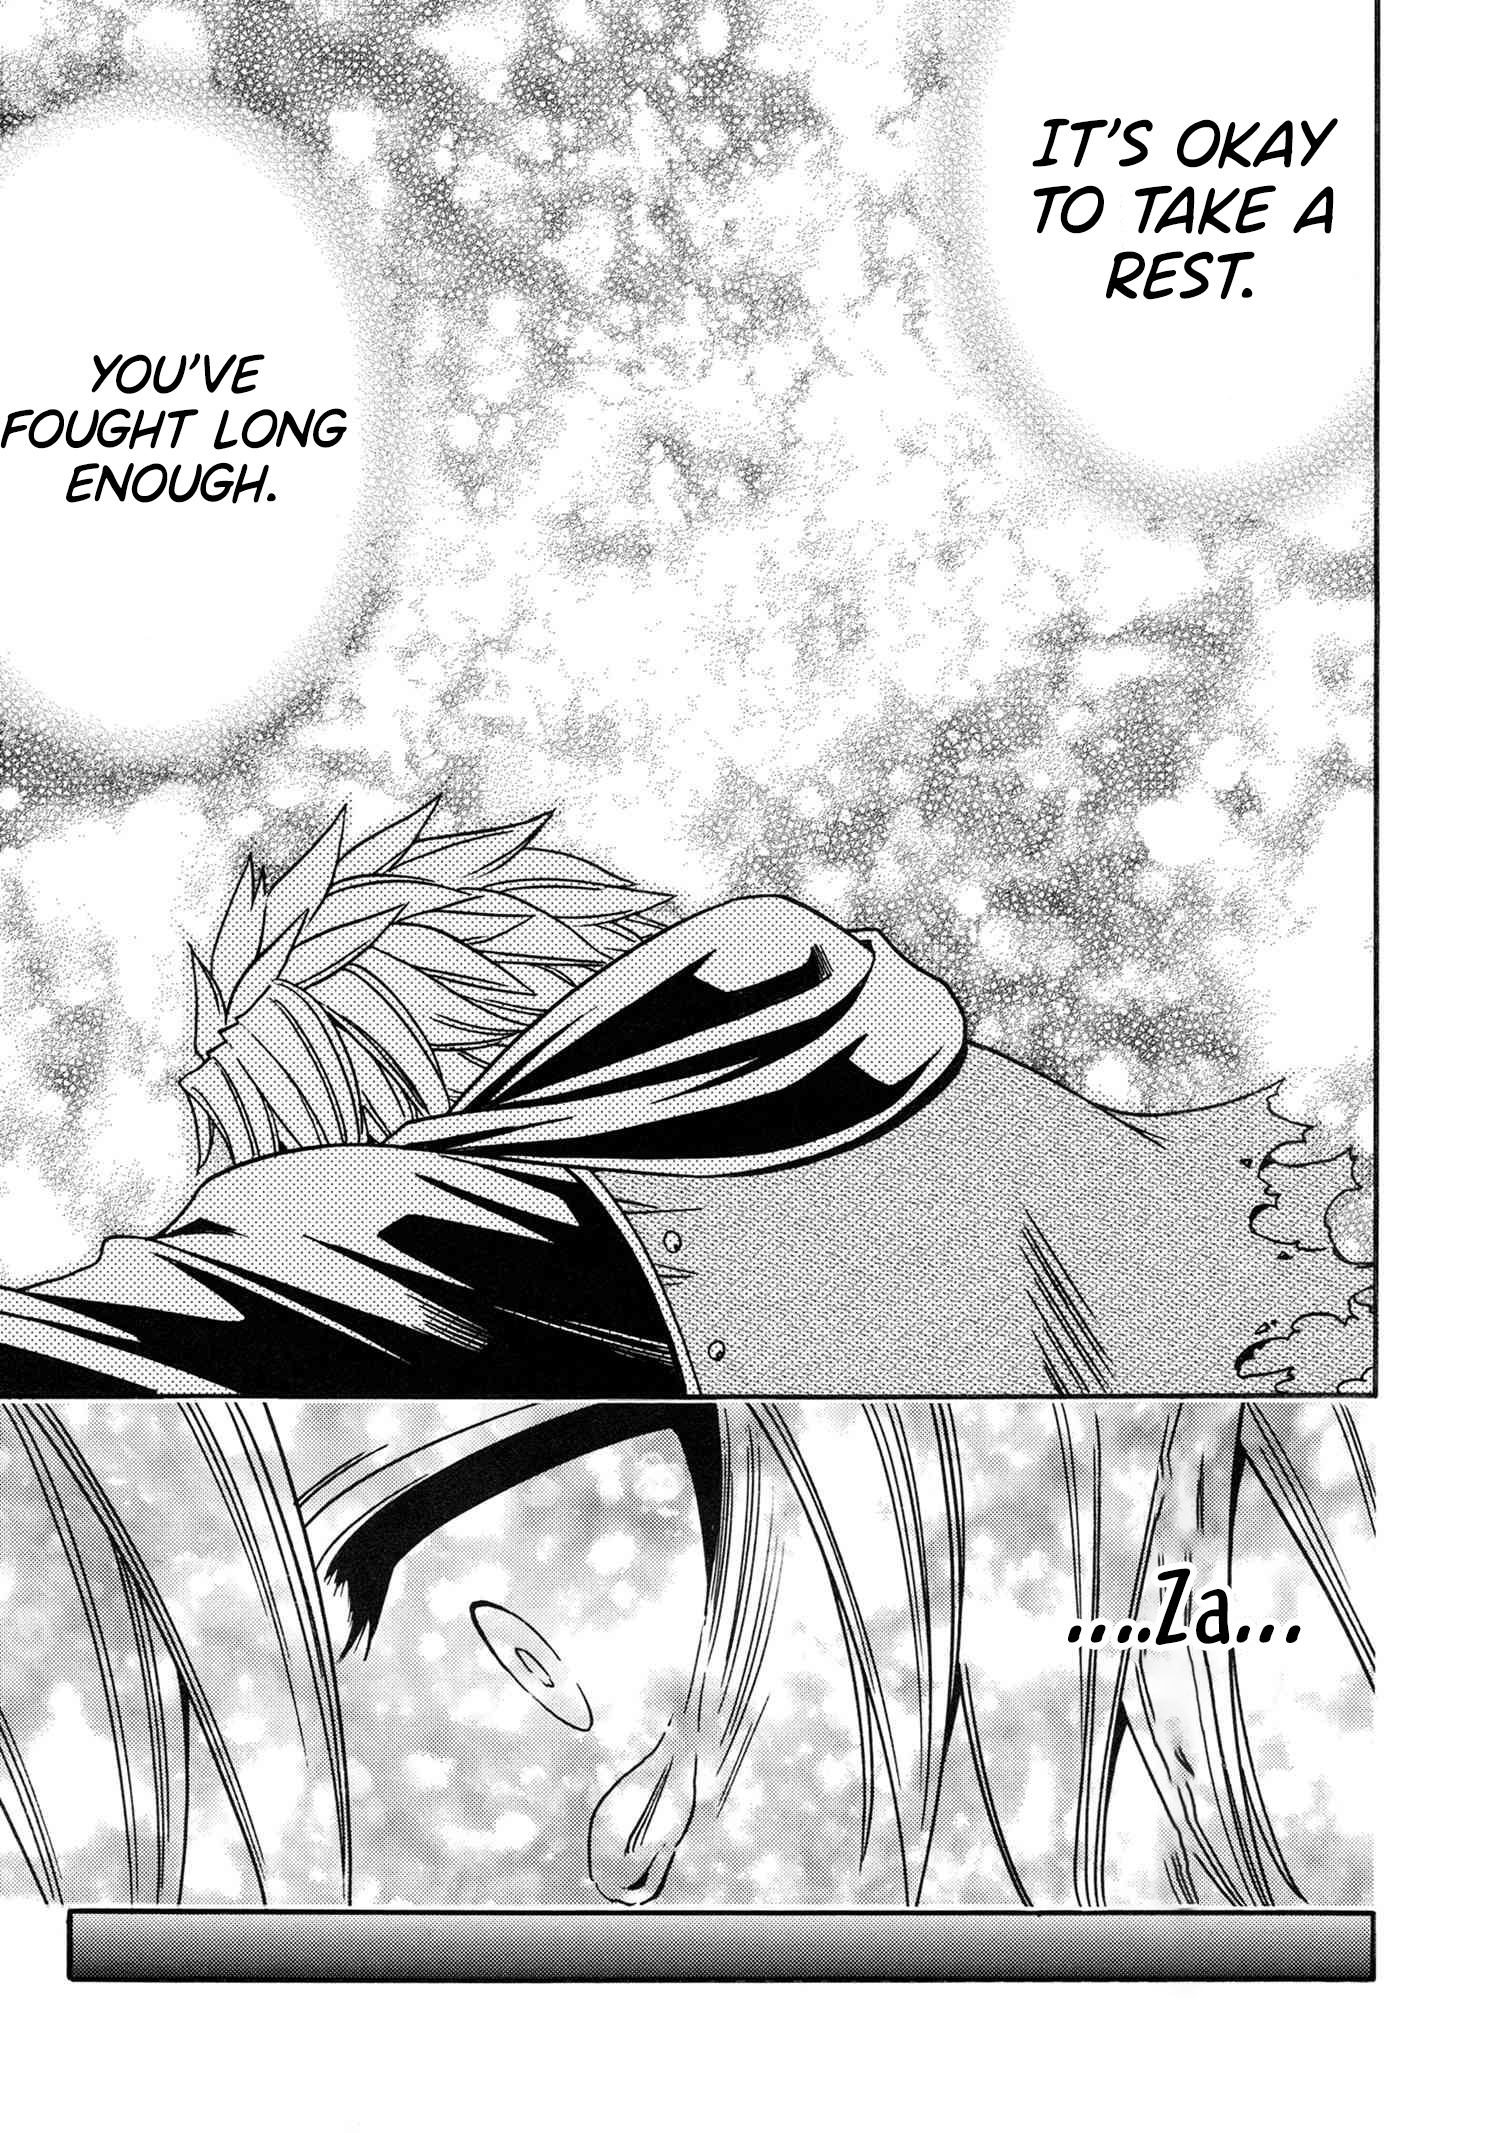 IT'S OKAY
TO TAKE A
REST.
YOU'VE
FOUGHT LONG
ENOUGH.
....Za...